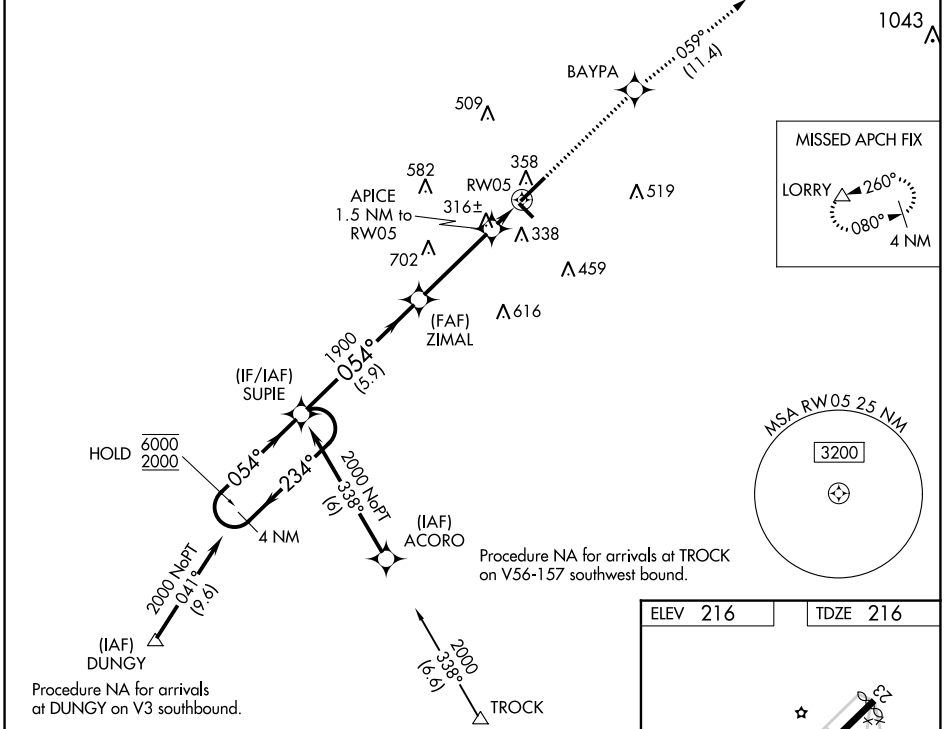 1043
059°
(11.4)
BAYPA
509
MISSED APCH FIX
LORRY
260°
080°
4 NM
582
358
RW05
519
APICE
1.5 NM to
RW05
316±
338
702
459
616
(FAF)
ZIMAL
1900
054°
(5.9)
(IF/IAF)
SUPIE
HOLD
6000
2000
054°
234°
4 NM
2000 NoPT
338°
(6)
(IAF)
ACORO
MSA RW05 25 NM
3200
Procedure NA for arrivals at TROCK
on V56-157 southwest bound.
2000 NoPT
041°
(9.6)
(IAF)
DUNGY
Procedure NA for arrivals
at DUNGY on V3 southbound.
2000
338°
(6.6)
TROCK
ELEV 216
TDZE 216
23